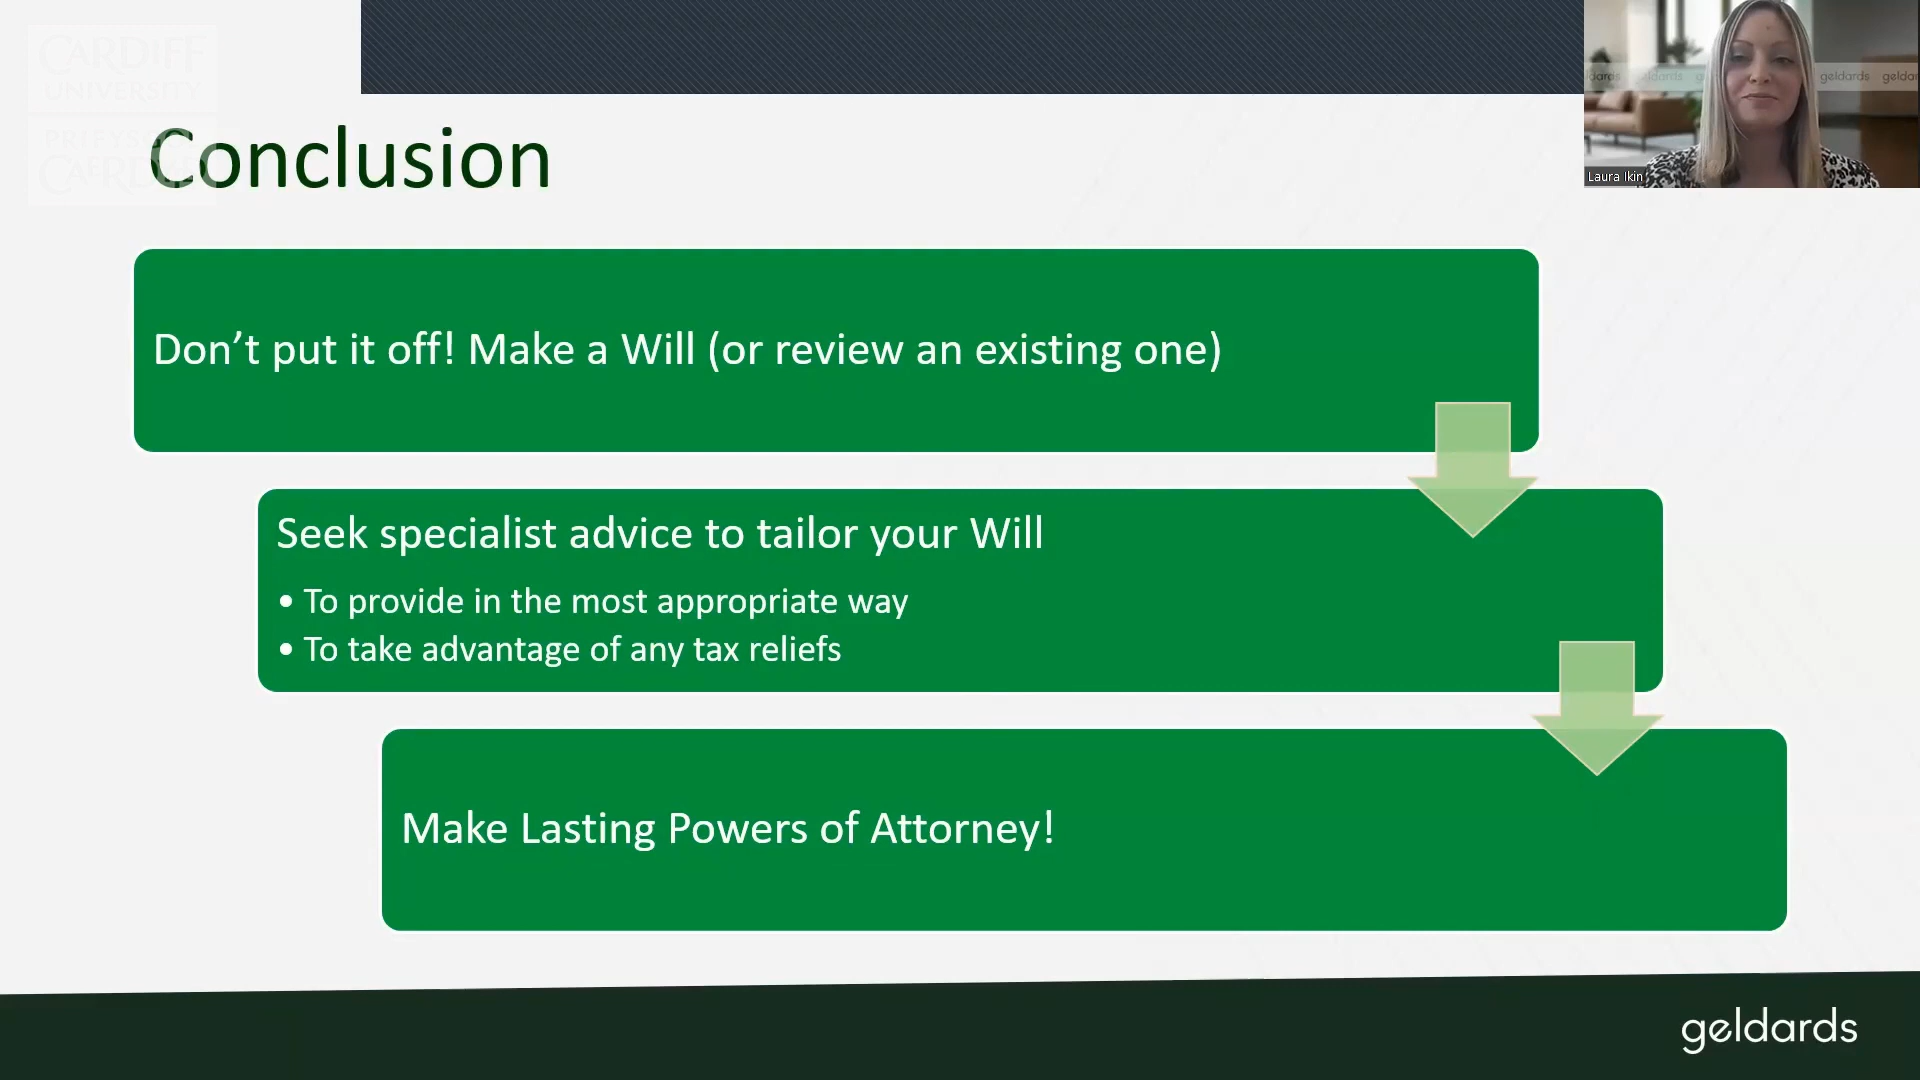 CARDIFF
UNIVERSITY
PRIFYSGOL
CAERDYDD
Conclusion
geldards geldards
Laura Ikin
Don’t put it off! Make a Will (or review an existing one)
Seek specialist advice to tailor your Will
• To provide in the most appropriate way
• To take advantage of any tax reliefs
Make Lasting Powers of Attorney!
geldards